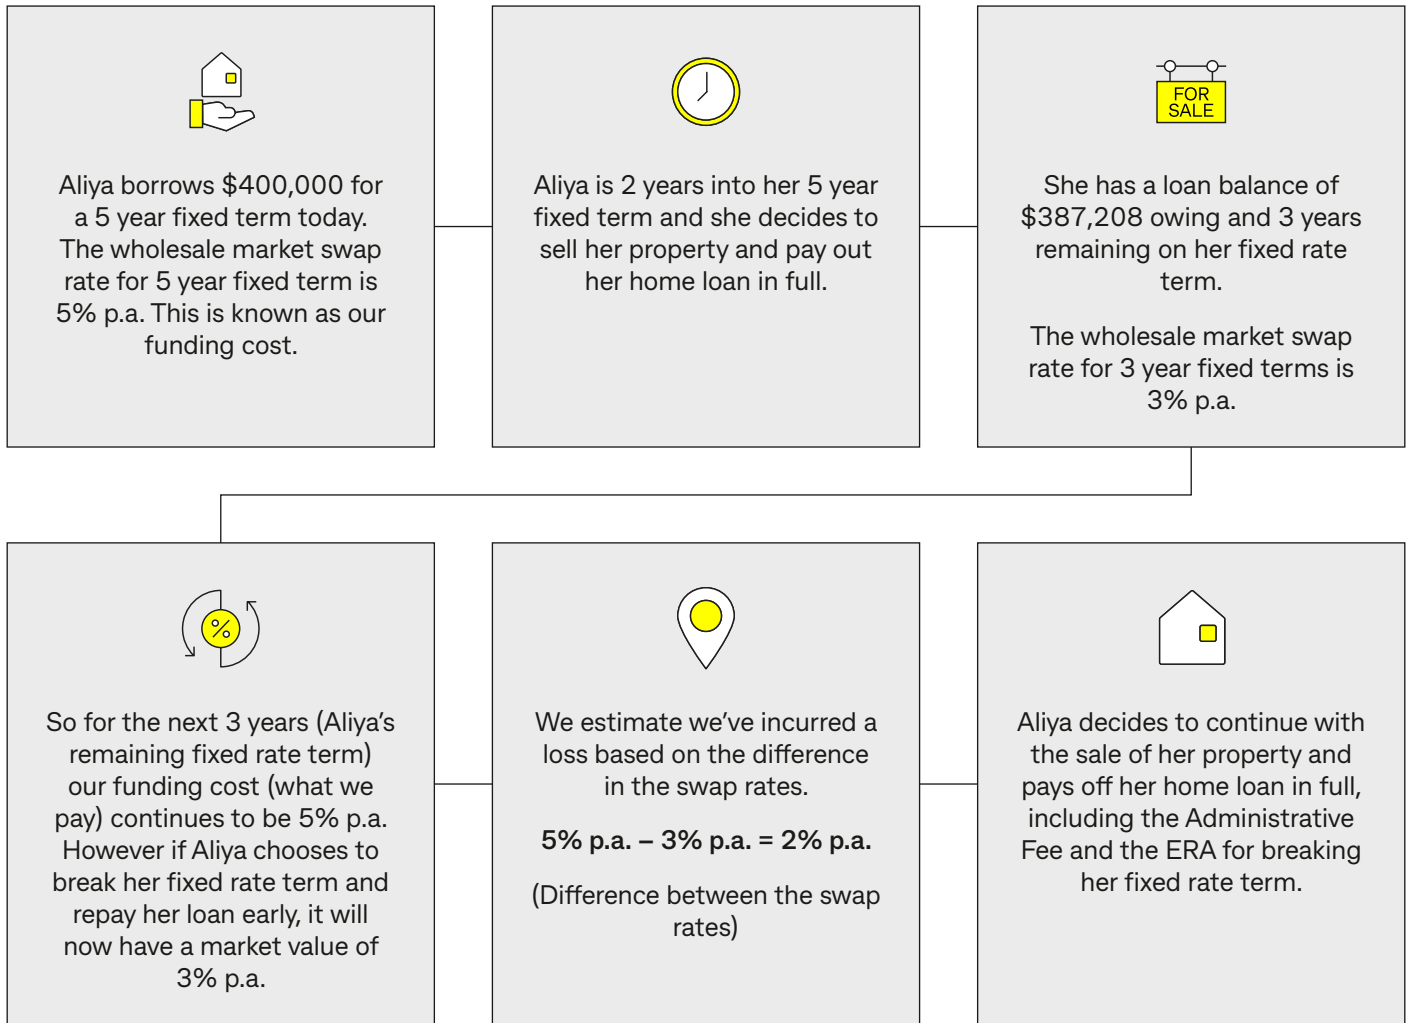 Aliya borrows $400,000 for
a 5 year fixed term today.
The wholesale market swap
rate for 5 year fixed term is
5% p.a. This is known as our
funding cost.
Aliya is 2 years into her 5 year
fixed term and she decides to
sell her property and pay out
her home loan in full.
FOR
SALE
She has a loan balance of
$387,208 owing and 3 years
remaining on her fixed rate
term.
The wholesale market swap
rate for 3 year fixed terms is
3% p.a.
%
So for the next 3 years (Aliya’s
remaining fixed rate term)
our funding cost (what we
pay) continues to be 5% p.a.
However if Aliya chooses to
break her fixed rate term and
repay her loan early, it will
now have a market value of
3% p.a.
We estimate we’ve incurred a
loss based on the difference
in the swap rates.
5% p.a. – 3% p.a. = 2% p.a.
(Difference between the swap
rates)
Aliya decides to continue with
the sale of her property and
pays off her home loan in full,
including the Administrative
Fee and the ERA for breaking
her fixed rate term.